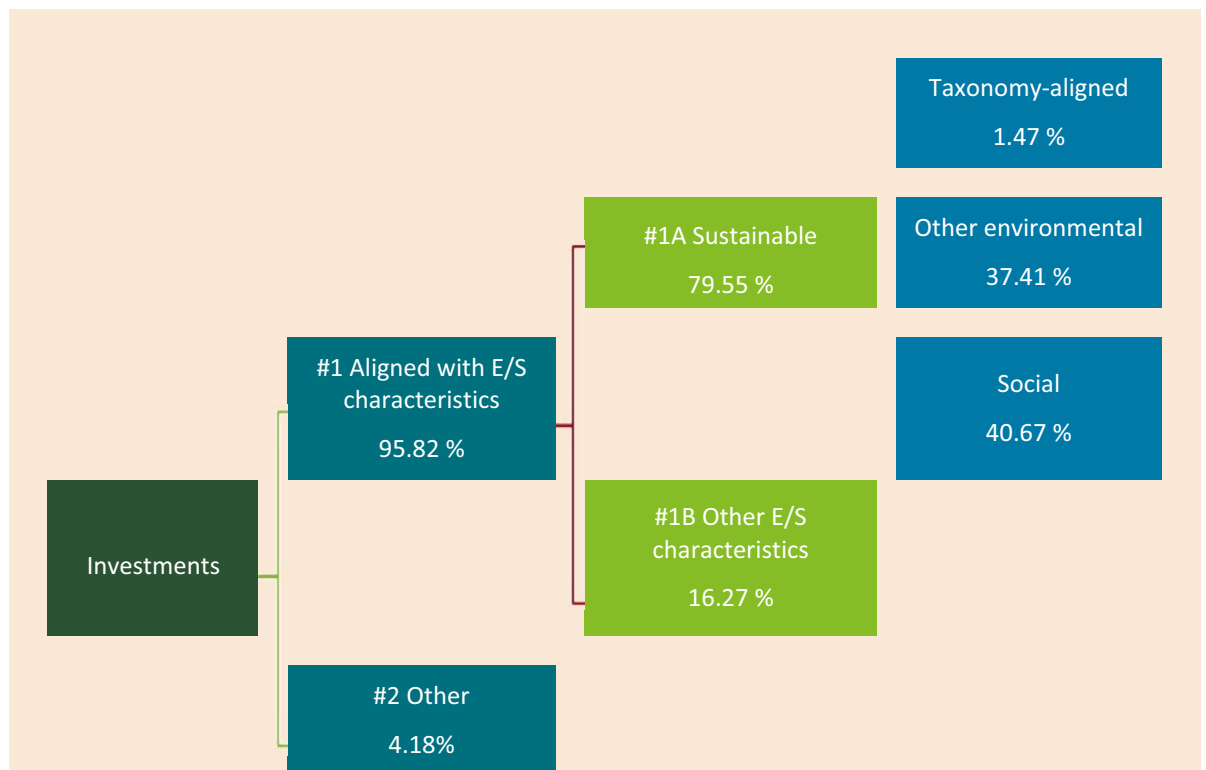 Investments
#1 Aligned with E/S
characteristics
95.82 %
#2 Other
4.18%
#1A Sustainable
79.55 %
#1B Other E/S
characteristics
16.27 %
Taxonomy-aligned
1.47 %
Other environmental
37.41 %
Social
40.67 %